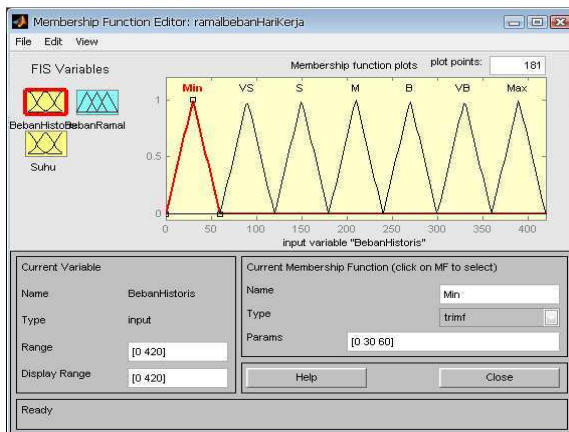 Membership Function Editor: ramalbebanHariKerja
File Edit View
FIS Variables
BebanHistoris
BebanRamal
Suhu
Membership function plots
plot points:
181
Min VS S M B VB Max
1
0.5
0
0 50 100 150 200 250 300 350 400
input variable "BebanHistoris"
Current Variable
Name BebanHistoris
Type input
Range [0 420]
Display Range [0 420]
Current Membership Function (click on MF to select)
Name Min
Type trimf
Params [0 30 60]
Help Close
Ready